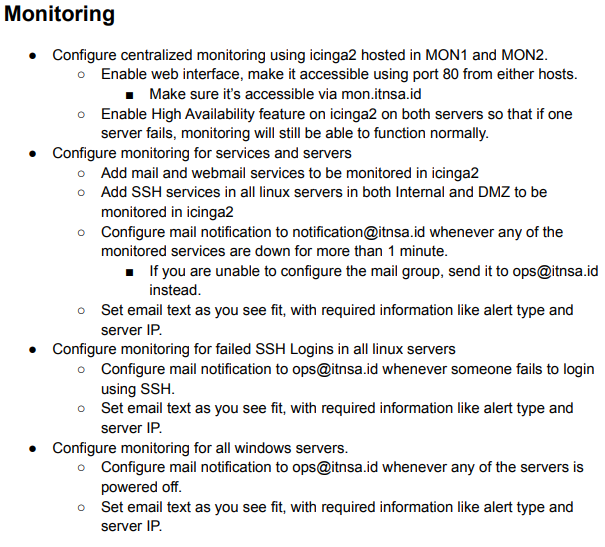 Monitoring
● Configure centralized monitoring using icinga2 hosted in MON1 and MON2.
○ Enable web interface, make it accessible using port 80 from either hosts.
■ Make sure it's accessible via mon.itnsa.id
○ Enable High Availability feature on icinga2 on both servers so that if one
server fails, monitoring will still be able to function normally.
● Configure monitoring for services and servers
○ Add mail and webmail services to be monitored in icinga2
○ Add SSH services in all linux servers in both Internal and DMZ to be
monitored in icinga2
○ Configure mail notification to notification@itnsa.id whenever any of the
monitored services are down for more than 1 minute.
■ If you are unable to configure the mail group, send it to ops@itnsa.id
instead.
○ Set email text as you see fit, with required information like alert type and
server IP.
● Configure monitoring for failed SSH Logins in all linux servers
○ Configure mail notification to ops@itnsa.id whenever someone fails to login
using SSH.
○ Set email text as you see fit, with required information like alert type and
server IP.
● Configure monitoring for all windows servers.
○ Configure mail notification to ops@itnsa.id whenever any of the servers is
powered off.
○ Set email text as you see fit, with required information like alert type and
server IP.